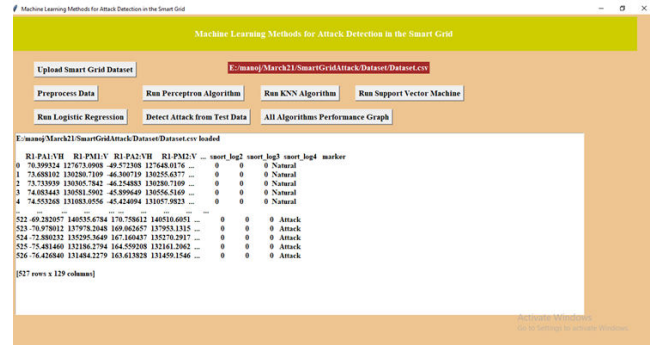 Machine Learning Methods for Attack Detection in the Smart Grid
Machine Learning Methods for Attack Detection in the Smart Grid
Upload Smart Grid Dataset
E:/manoj/March21/SmartGridAttack/Dataset/Dataset.csv
Preprocess Data
Run Perceptron Algorithm
Run KNN Algorithm
Run Support Vector Machine
Run Logistic Regression
Detect Attack from Test Data
All Algorithms Performance Graph
E:/manoj/March21/SmartGridAttack/Dataset/Dataset.csv loaded
R1-PA1:VH R1-PM1:V R1-PA2:VH R1-PM2:V ... snort_log2 snort_log3 snort_log4 marker
0 70.399324 127673.0908 -49.572308 127648.0176 ... 0 0 0 Natural
1 73.688102 130280.7109 -46.300719 130255.6377 ... 0 0 0 Natural
2 73.733939 130305.7842 -46.254883 130280.7109 ... 0 0 0 Natural
3 74.083443 130581.5902 -45.899649 130556.5169 ... 0 0 0 Natural
4 74.553268 131083.0556 -45.424094 131057.9823 ... 0 0 0 Natural
.. ... ... ... ... ... ... ... ... ...
522 -69.282057 140535.6784 170.758612 140510.6051 ... 0 0 0 Attack
523 -70.978012 137978.2048 169.062657 137953.1315 ... 0 0 0 Attack
524 -72.880232 135295.3649 167.160437 135270.2917 ... 0 0 0 Attack
525 -75.481460 132186.2794 164.559208 132161.2062 ... 0 0 0 Attack
526 -76.426840 131484.2279 163.613828 131459.1546 ... 0 0 0 Attack
[527 rows x 129 columns]
Activate Windows
Go to Settings to activate Windows.